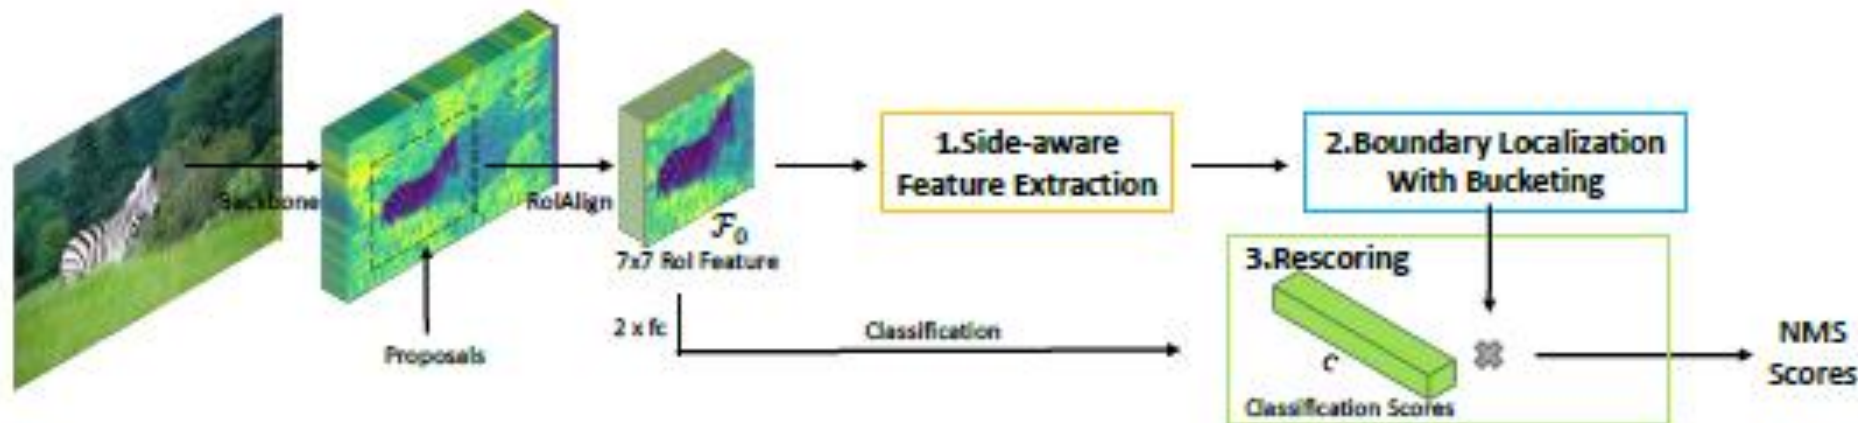 Backbone
Proposals
RoIAlign
F0
7x7 RoI Feature
2 x fc
Classification
1.Side-aware
Feature Extraction
2.Boundary Localization
With Bucketing
3.Rescoring
c
Classification Scores
NMS
Scores